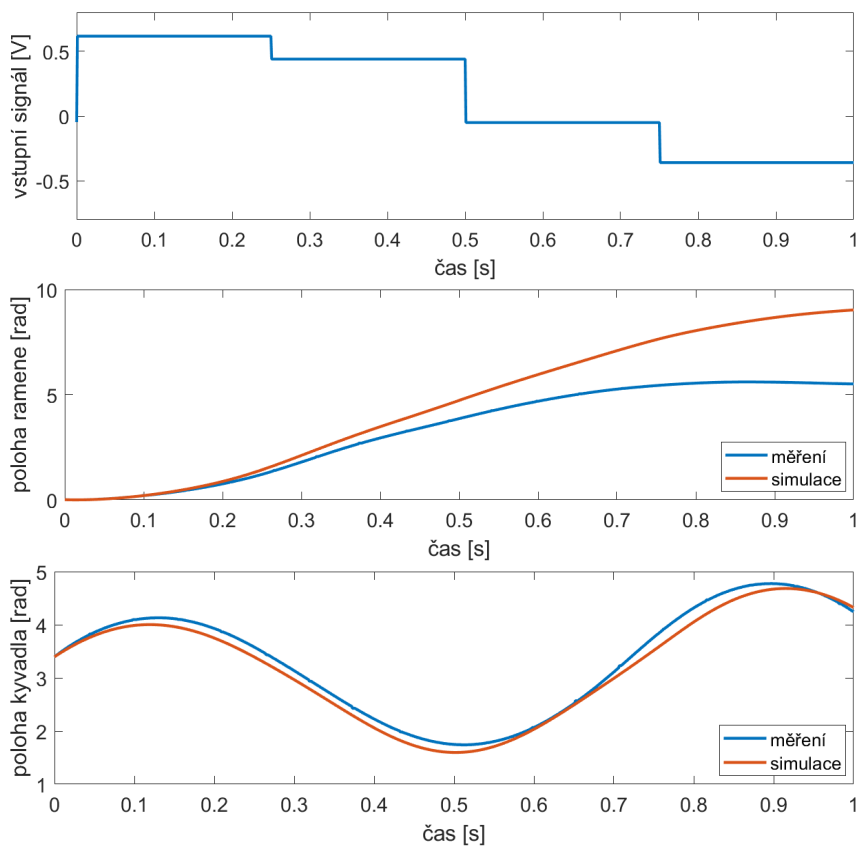 vstupní signál [V]
0.5
0
-0.5
0 0.1 0.2 0.3 0.4 0.5 0.6 0.7 0.8 0.9 1
čas [s]
poloha ramene [rad]
10
5
0
měření
simulace
0 0.1 0.2 0.3 0.4 0.5 0.6 0.7 0.8 0.9 1
čas [s]
poloha kyvadla [rad]
5
4
3
2
1
měření
simulace
0 0.1 0.2 0.3 0.4 0.5 0.6 0.7 0.8 0.9 1
čas [s]